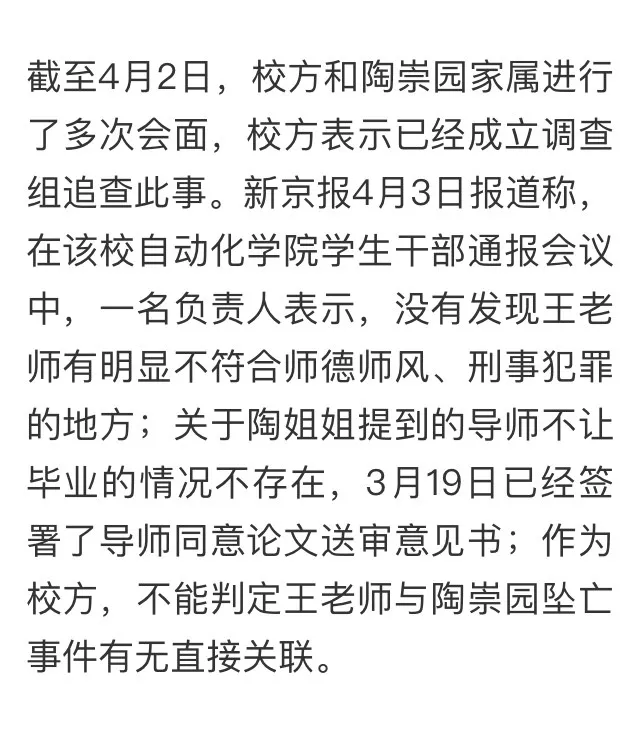 截至4月2日，校方和陶崇园家属进行
了多次会面，校方表示已经成立调查
组追查此事。新京报4月3日报道称，
在该校自动化学院学生干部通报会议
中，一名负责人表示，没有发现王老
师有明显不符合师德师风、刑事犯罪
的地方；关于陶姐姐提到的导师不让
毕业的情况不存在，3月19日已经签
署了导师同意论文送审意见书；作为
校方，不能判定王老师与陶崇园坠亡
事件有无直接关联。